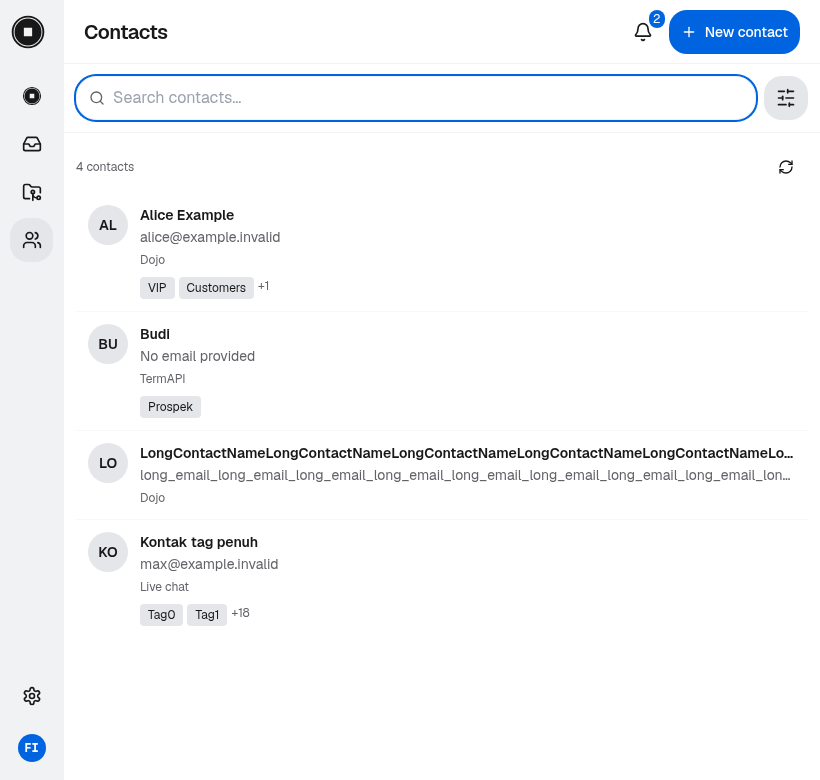 Contacts
2
New contact
Search contacts...
4 contacts
AL
Alice Example
alice@example.invalid
Dojo
VIP Customers +1
BU
Budi
No email provided
TermAPI
Prospek
LO
LongContactNameLongContactNameLongContactNameLongContactNameLongContactNameLo...
long_email_long_email_long_email_long_email_long_email_long_email_long_email_long_email_lon...
Dojo
KO
Kontak tag penuh
max@example.invalid
Live chat
Tag0 Tag1 +18
FI